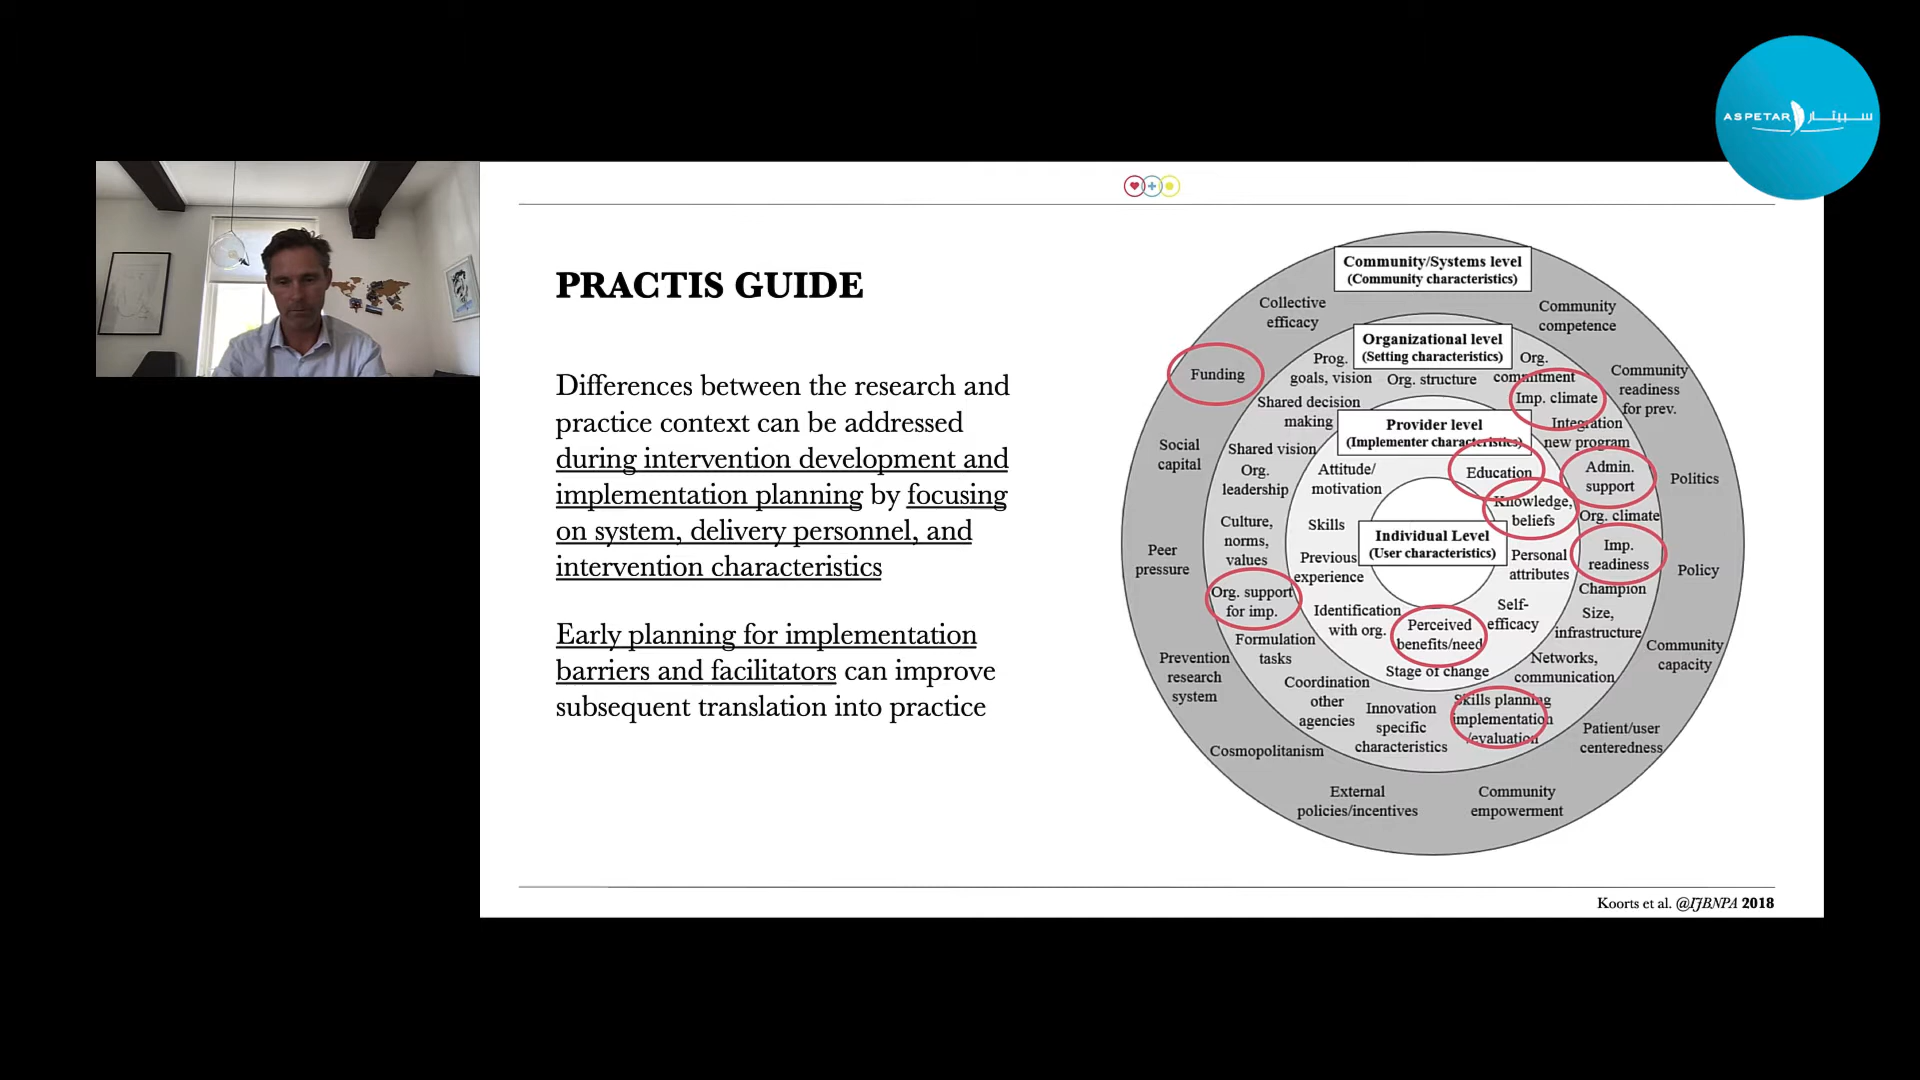 ASPETAR سبيتار
PRACTIS GUIDE
Differences between the research and
practice context can be addressed
during intervention development and
implementation planning by focusing
on system, delivery personnel, and
intervention characteristics
Early planning for implementation
barriers and facilitators can improve
subsequent translation into practice
Community/Systems level
(Community characteristics)
Collective
efficacy
Community
competence
Funding
Community
readiness
for prev.
Social
capital
Politics
Peer
pressure
Policy
Prevention
research
system
Community
capacity
Cosmopolitanism
Patient/user
centeredness
External
policies/incentives
Community
empowerment
Organizational level
(Setting characteristics)
Prog.
goals, vision
Org. structure
Org.
commitment
Imp. climate
Shared decision
making
Integration
new program
Shared vision
Org.
leadership
Admin.
support
Culture,
norms,
values
Org. climate
Imp.
readiness
Org. support
for imp.
Champion
Size,
infrastructure
Formulation
tasks
Networks,
communication
Coordination
other
agencies
Innovation
specific
characteristics
Skills planning
implementation
/evaluation
Provider level
(Implementer characteristics)
Attitude/
motivation
Education
Knowledge,
beliefs
Skills
Previous
experience
Personal
attributes
Identification
with org.
Perceived
benefits/need
Self-
efficacy
Stage of change
Individual Level
(User characteristics)
Koorts et al. @IJBNPA 2018